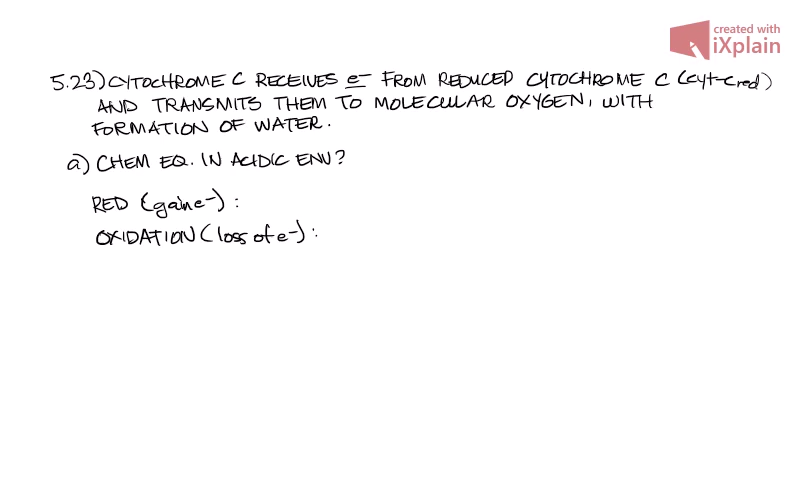 created with
iXplain
5.23) CYTOCHROME C RECEIVES e- FROM REDUCED CYTOCHROME C (cyt-c red)
AND TRANSMITS THEM TO MOLECULAR OXYGEN, WITH
FORMATION OF WATER.
a) CHEM EQ. IN ACIDIC ENV?
RED (gain e-):
OXIDATION (loss of e-):